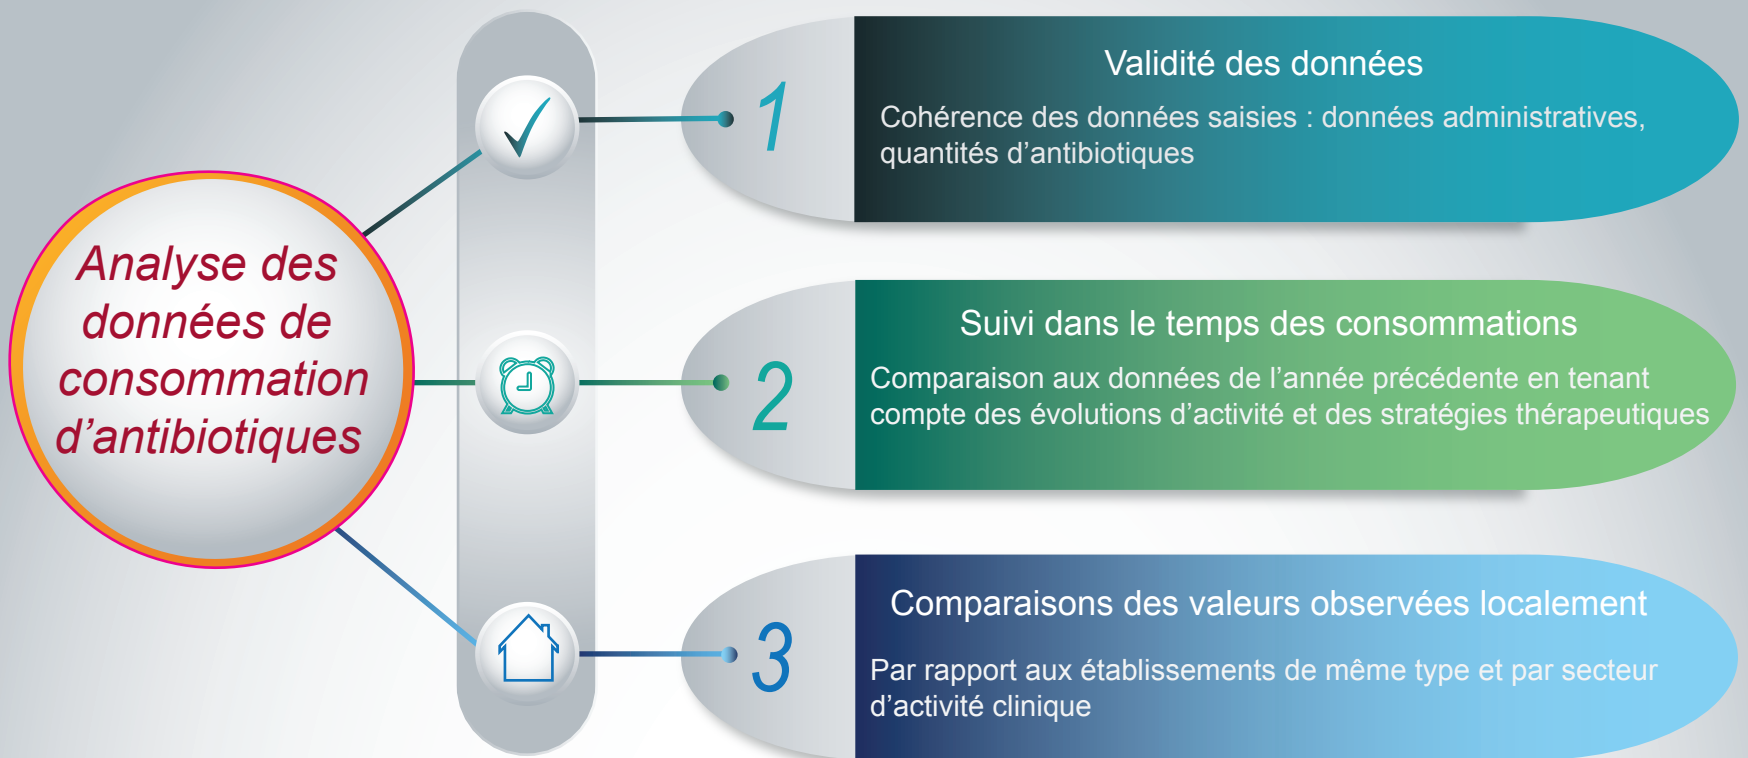 Analyse des
données de
consommation
d’antibiotiques
1
Validité des données
Cohérence des données saisies : données administratives,
quantités d’antibiotiques
2
Suivi dans le temps des consommations
Comparaison aux données de l’année précédente en tenant
compte des évolutions d’activité et des stratégies thérapeutiques
3
Comparaisons des valeurs observées localement
Par rapport aux établissements de même type et par secteur
d’activité clinique